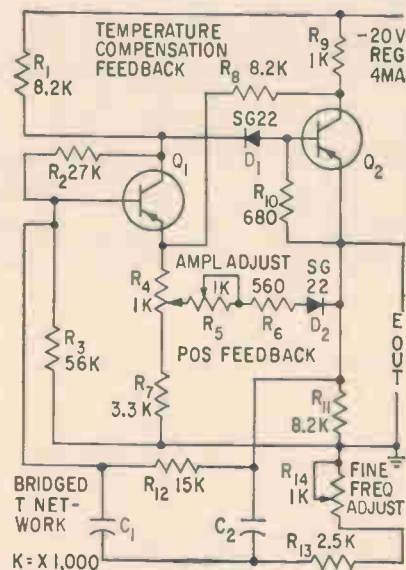 TEMPERATURE
COMPENSATION
FEEDBACK
R1
8.2K
R8 8.2K
R9
1K
-20V
REG
4MA
SG22
D1
Q1
Q2
R2 27K
R10
680
AMPL ADJUST
R4
1K
1K
R5
560
R6
SG
22
D2
POS FEEDBACK
E OUT
R3
56K
R7
3.3K
R11
8.2K
BRIDGED
T NET-
WORK
R12 15K
R14
1K
FINE
FREQ
ADJUST
C1
C2
R13 2.5K
K=X 1,000